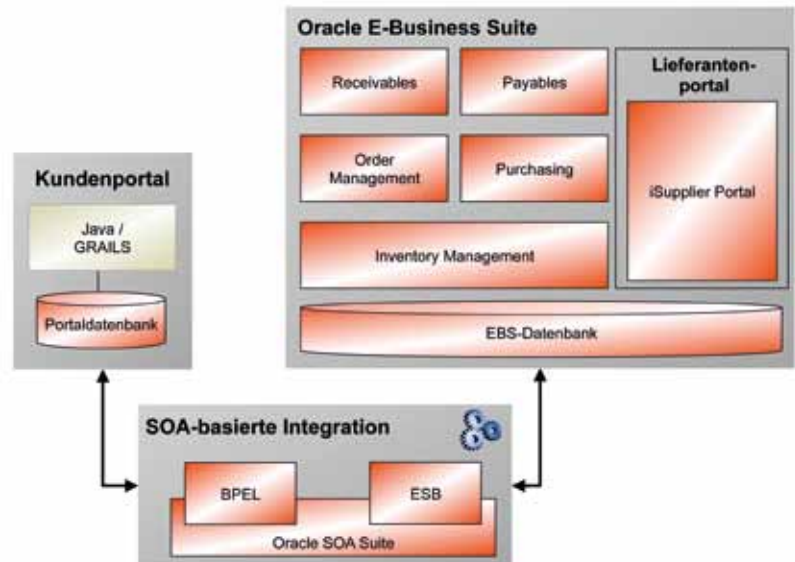 Oracle E-Business Suite
Receivables
Payables
Order
Management
Purchasing
Inventory Management
Lieferanten-
portal
iSupplier Portal
EBS-Datenbank
Kundenportal
Java /
GRAILS
Portaldatenbank
SOA-basierte Integration
BPEL
ESB
Oracle SOA Suite